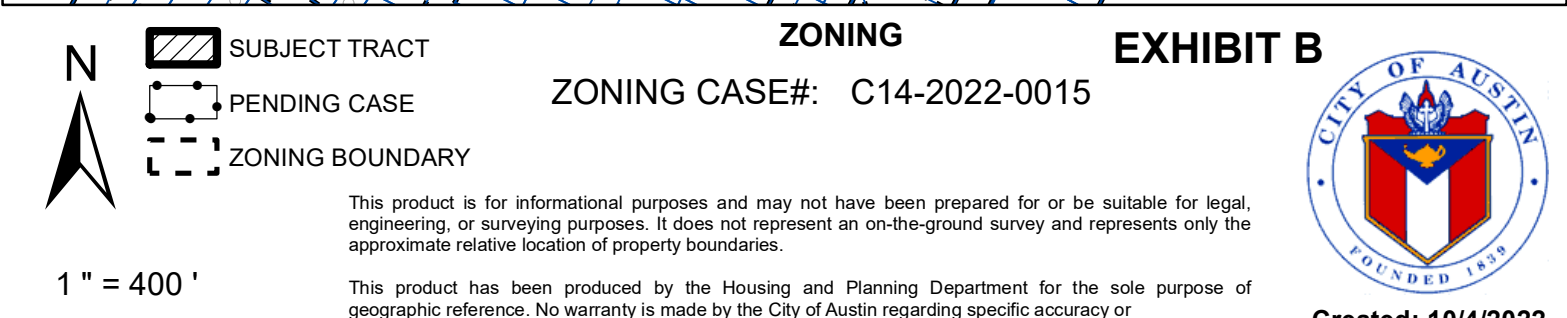 ZONING
EXHIBIT B
ZONING CASE#: C14-2022-0015
N
SUBJECT TRACT
PENDING CASE
ZONING BOUNDARY
This product is for informational purposes and may not have been prepared for or be suitable for legal,
engineering, or surveying purposes. It does not represent an on-the-ground survey and represents only the
approximate relative location of property boundaries.
1 " = 400 '
This product has been produced by the Housing and Planning Department for the sole purpose of
geographic reference. No warranty is made by the City of Austin regarding specific accuracy or
CITY OF AUSTIN
FOUNDED 1839
Created: 10/4/2022